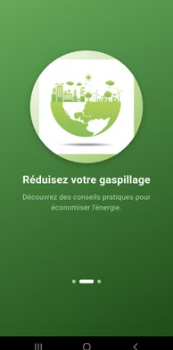 Réduisez votre gaspillage
Découvrez des conseils pratiques pour
économiser l'énergie.